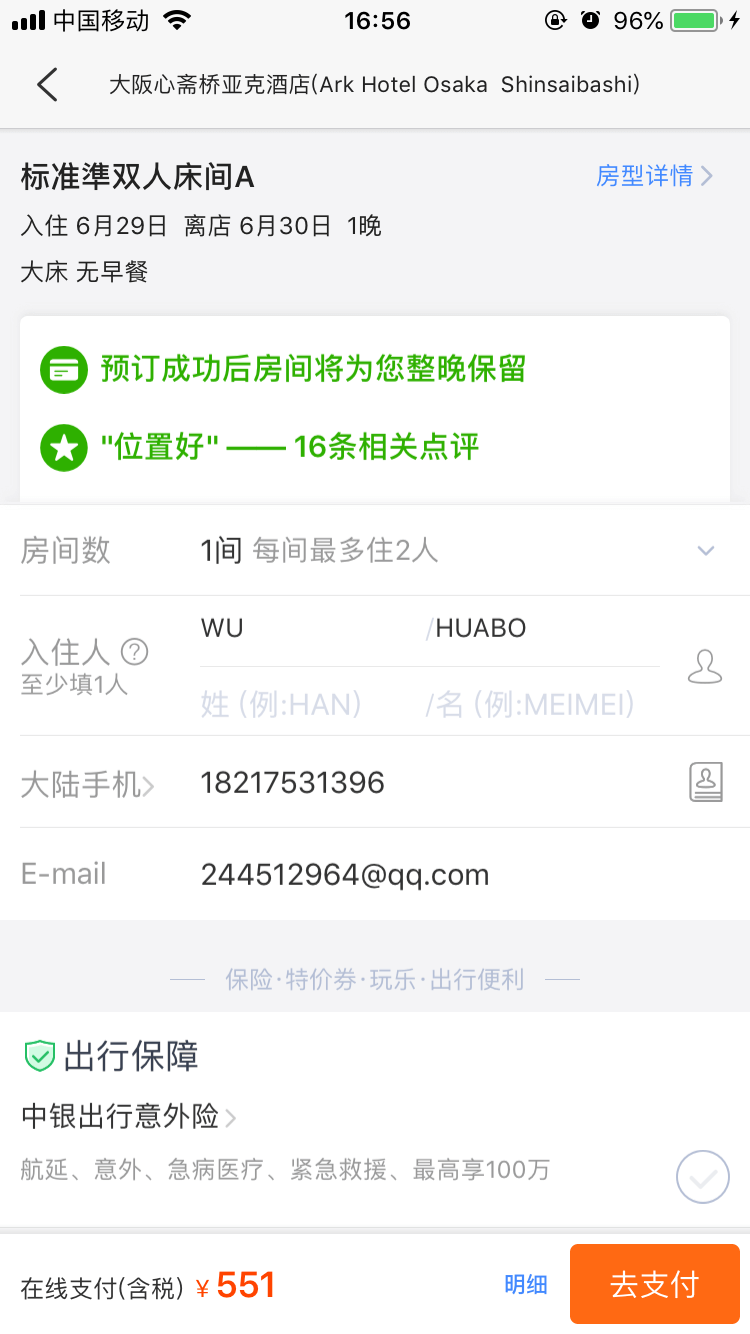 中国移动 16:56 96%
大阪心斋桥亚克酒店(Ark Hotel Osaka Shinsaibashi)
标准準双人床间A 房型详情
入住 6月29日 离店 6月30日 1晚
大床 无早餐
预订成功后房间将为您整晚保留
"位置好" —— 16条相关点评
房间数 1间 每间最多住2人
入住人 WU /HUABO
至少填1人 姓 (例:HAN) /名 (例:MEIMEI)
大陆手机 18217531396
E-mail 244512964@qq.com
保险·特价券·玩乐·出行便利
出行保障
中银出行意外险
航延、意外、急病医疗、紧急救援、最高享100万
在线支付(含税) ¥ 551 明细 去支付